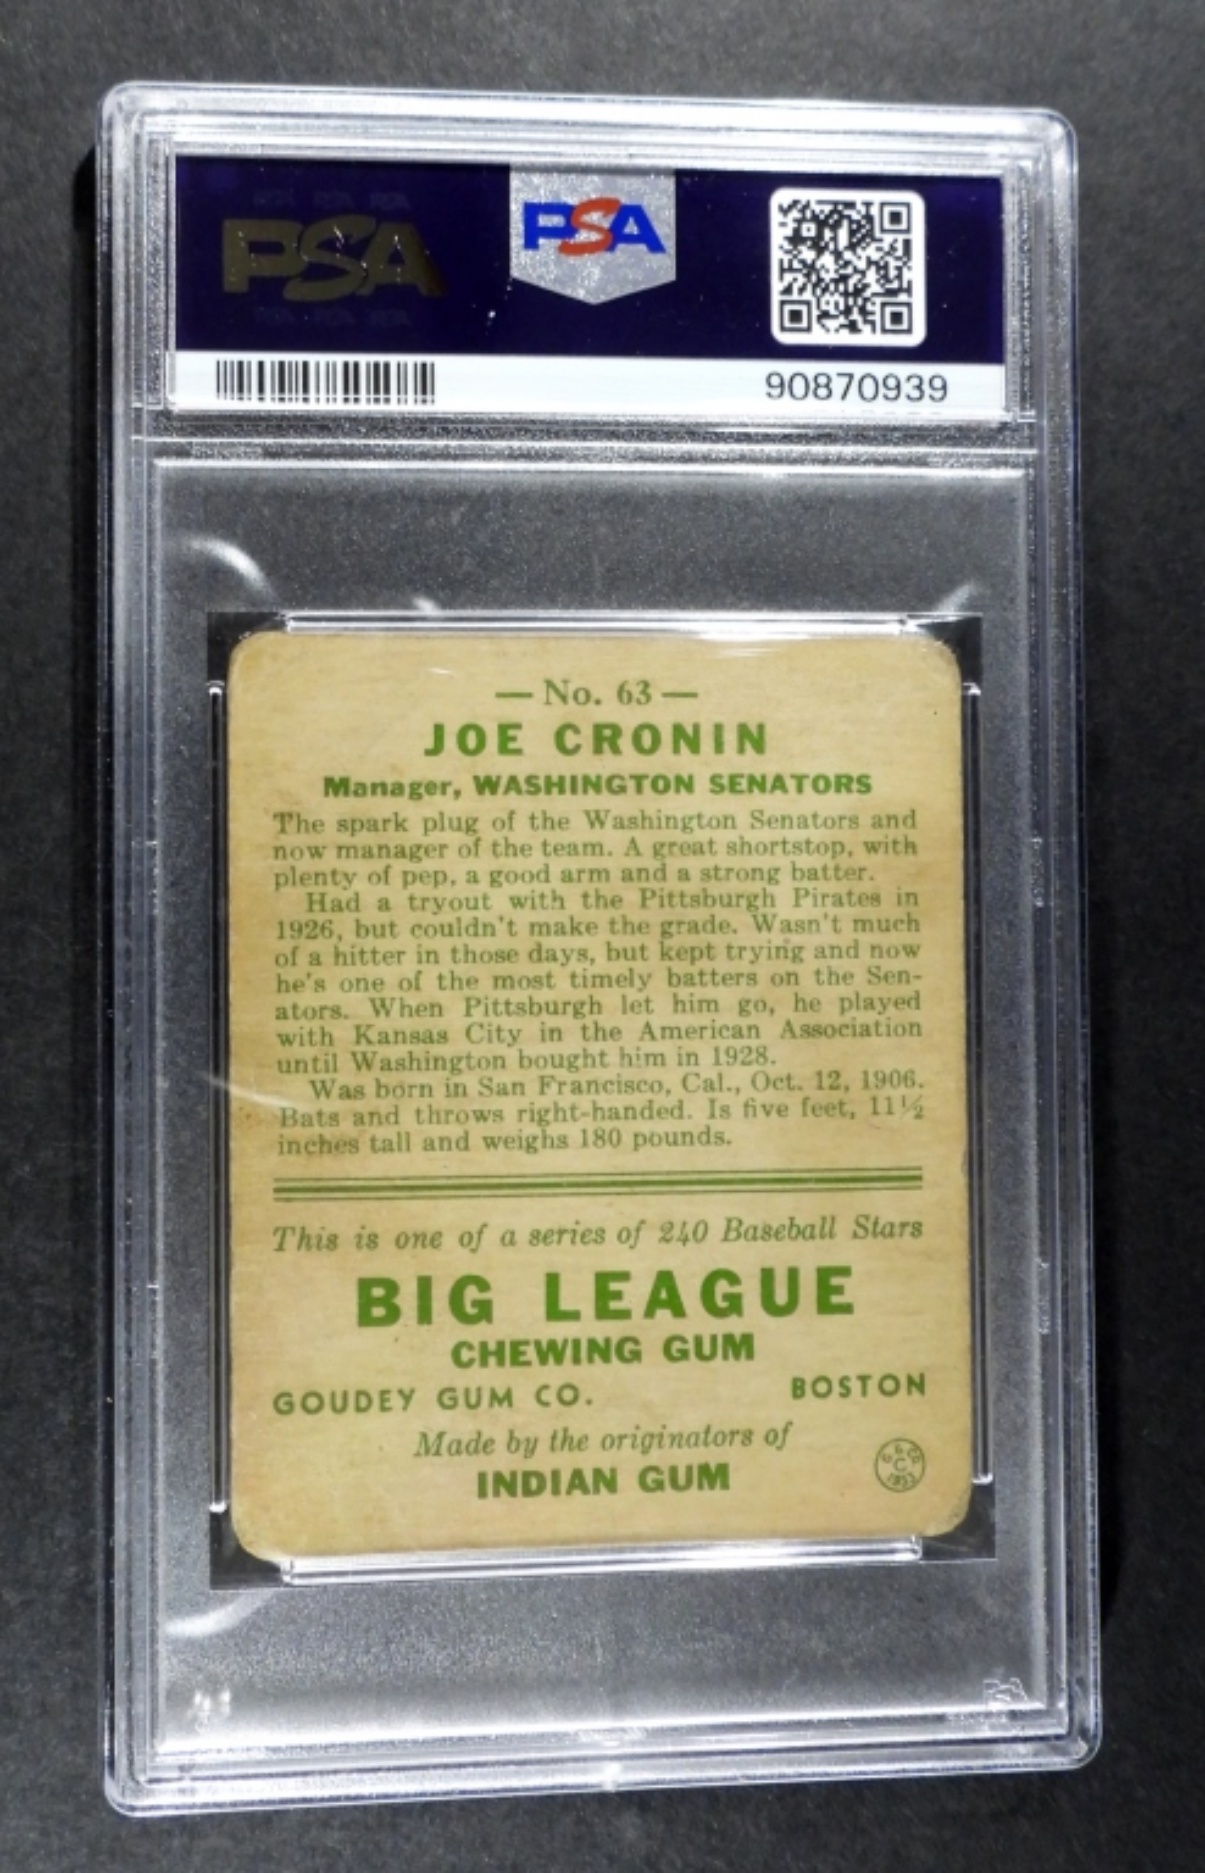 PSA
PSA
90870939
— No. 63 —
JOE CRONIN
Manager, WASHINGTON SENATORS
The spark plug of the Washington Senators and
now manager of the team. A great shortstop, with
plenty of pep, a good arm and a strong batter.
Had a tryout with the Pittsburgh Pirates in
1926, but couldn't make the grade. Wasn't much
of a hitter in those days, but kept trying and now
he's one of the most timely batters on the Sen-
ators. When Pittsburgh let him go, he played
with Kansas City in the American Association
until Washington bought him in 1928.
Was born in San Francisco, Cal., Oct. 12, 1906.
Bats and throws right-handed. Is five feet, 11½
inches tall and weighs 180 pounds.
This is one of a series of 240 Baseball Stars
BIG LEAGUE
CHEWING GUM
GOUDEY GUM CO. BOSTON
Made by the originators of
INDIAN GUM
C
1933
PSA